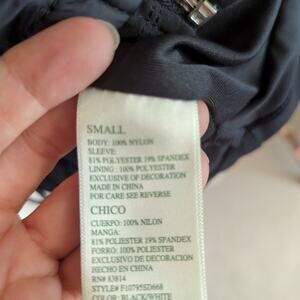 SMALL
BODY: 100% NYLON
SLEEVE:
81% POLYESTER 19% SPANDEX
LINING : 100% POLYESTER
EXCLUSIVE OF DECORATION
MADE IN CHINA
FOR CARE SEE REVERSE
CHICO
CUERPO: 100% NILON
MANGA:
81% POLIESTER 19% SPANDEX
FORRO: 100% POLIESTER
EXCLUSIVO DE DECORACION
HECHO EN CHINA
RN# 83814
STYLE# F10795SD668
COLOR: BLACK/WHITE